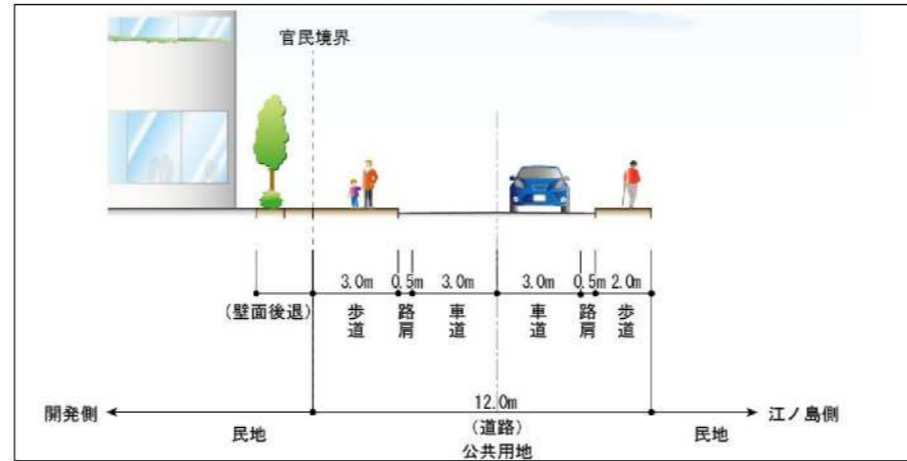 官民境界
3.0m 0.5m 3.0m 3.0m 0.5m 2.0m
(壁面後退) 歩道 路肩 車道 車道 路肩 歩道
12.0m
開発側 (道路) 江ノ島側
民地 公共用地 民地